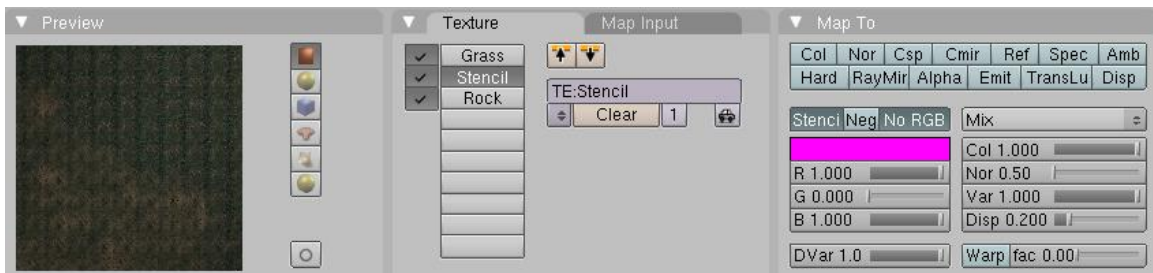 Preview
Texture
Map Input
Grass
Stencil
Rock
TE:Stencil
Clear
1
Map To
Col Nor Csp Cmir Ref Spec Amb
Hard RayMir Alpha Emit TransLu Disp
Stenci Neg No RGB
Mix
R 1.000
G 0.000
B 1.000
DVar 1.0
Col 1.000
Nor 0.50
Var 1.000
Disp 0.200
Warp fac 0.00